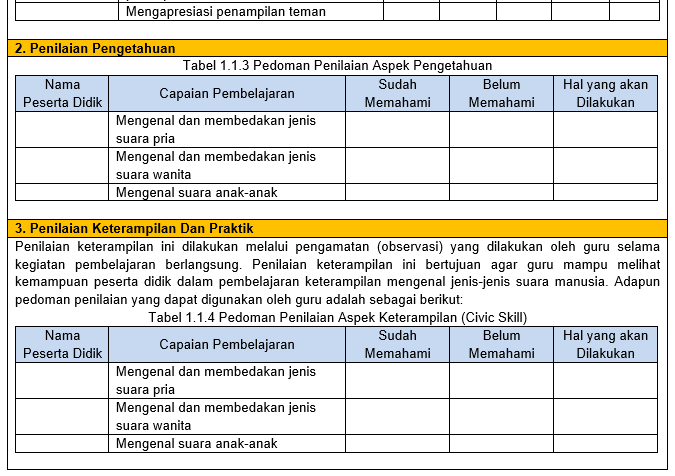 Mengapresiasi penampilan teman
2. Penilaian Pengetahuan
Tabel 1.1.3 Pedoman Penilaian Aspek Pengetahuan
Nama Peserta Didik Capaian Pembelajaran Sudah Memahami Belum Memahami Hal yang akan Dilakukan
Mengenal dan membedakan jenis
suara pria
Mengenal dan membedakan jenis
suara wanita
Mengenal suara anak-anak
3. Penilaian Keterampilan Dan Praktik
Penilaian keterampilan ini dilakukan melalui pengamatan (observasi) yang dilakukan oleh guru selama
kegiatan pembelajaran berlangsung. Penilaian keterampilan ini bertujuan agar guru mampu melihat
kemampuan peserta didik dalam pembelajaran keterampilan mengenal jenis-jenis suara manusia. Adapun
pedoman penilaian yang dapat digunakan oleh guru adalah sebagai berikut:
Tabel 1.1.4 Pedoman Penilaian Aspek Keterampilan (Civic Skill)
Nama Peserta Didik Capaian Pembelajaran Sudah Memahami Belum Memahami Hal yang akan Dilakukan
Mengenal dan membedakan jenis
suara pria
Mengenal dan membedakan jenis
suara wanita
Mengenal suara anak-anak